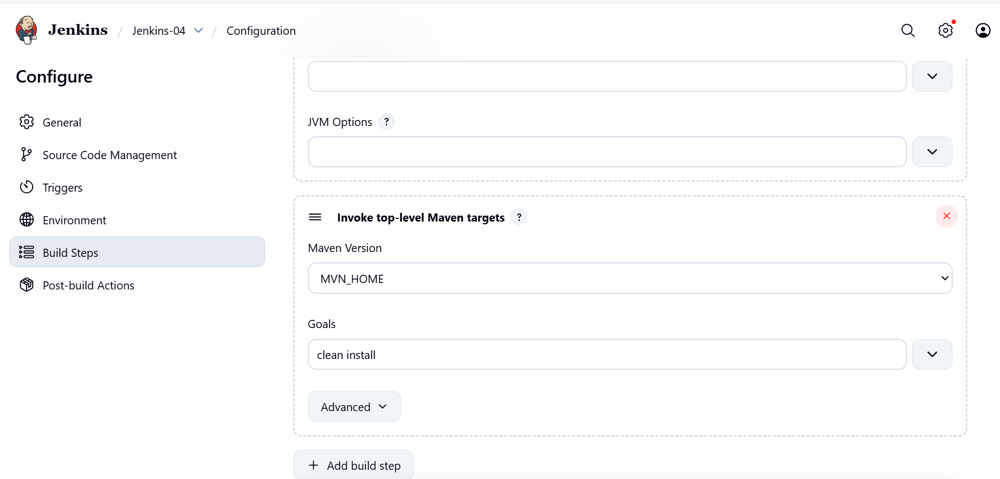 Jenkins / Jenkins-04 / Configuration
Configure
General
Source Code Management
Triggers
Environment
Build Steps
Post-build Actions
JVM Options ?
Invoke top-level Maven targets ?
Maven Version
MVN_HOME
Goals
clean install
Advanced
+ Add build step